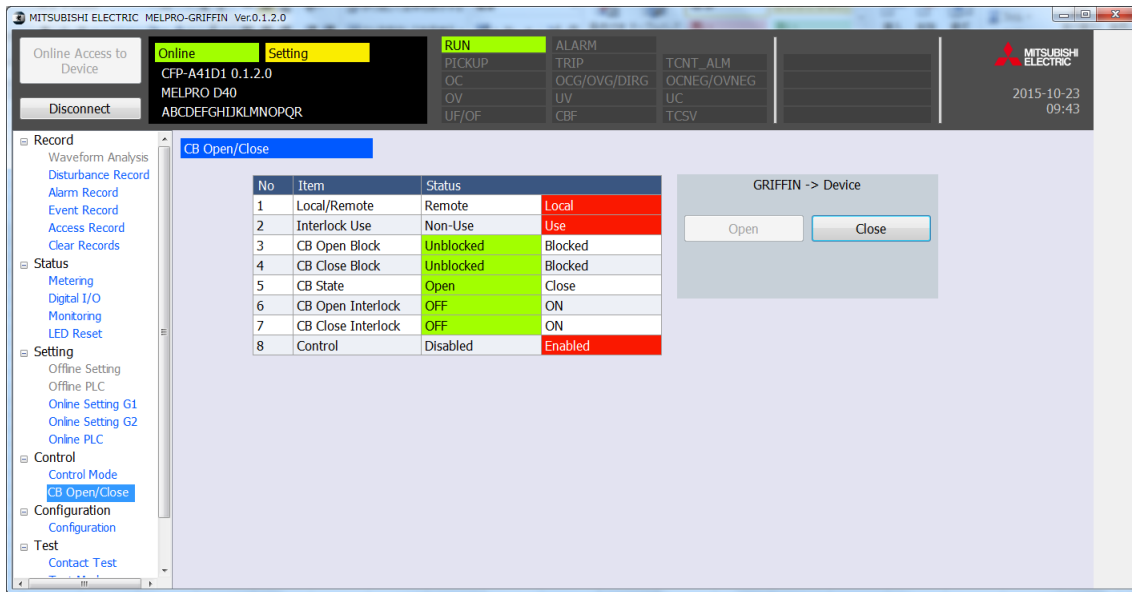 MITSUBISHI ELECTRIC MELPRO-GRIFFIN Ver.0.1.2.0
Online Access to
Device
Disconnect
Online Setting
CFP-A41D1 0.1.2.0
MELPRO D40
ABCDEFGHIJKLMNOPQR
RUN ALARM
PICKUP TRIP TCNT_ALM
OC OCG/OVG/DIRG OCNEG/OVNEG
OV UV UC
UF/OF CBF TCSV
MITSUBISHI
ELECTRIC
2015-10-23
09:43
Record
Waveform Analysis
Disturbance Record
Alarm Record
Event Record
Access Record
Clear Records
Status
Metering
Digital I/O
Monitoring
LED Reset
Setting
Offline Setting
Offline PLC
Online Setting G1
Online Setting G2
Online PLC
Control
Control Mode
CB Open/Close
Configuration
Configuration
Test
Contact Test
CB Open/Close
No Item Status
1 Local/Remote Remote Local
2 Interlock Use Non-Use Use
3 CB Open Block Unblocked Blocked
4 CB Close Block Unblocked Blocked
5 CB State Open Close
6 CB Open Interlock OFF ON
7 CB Close Interlock OFF ON
8 Control Disabled Enabled
GRIFFIN -> Device
Open Close